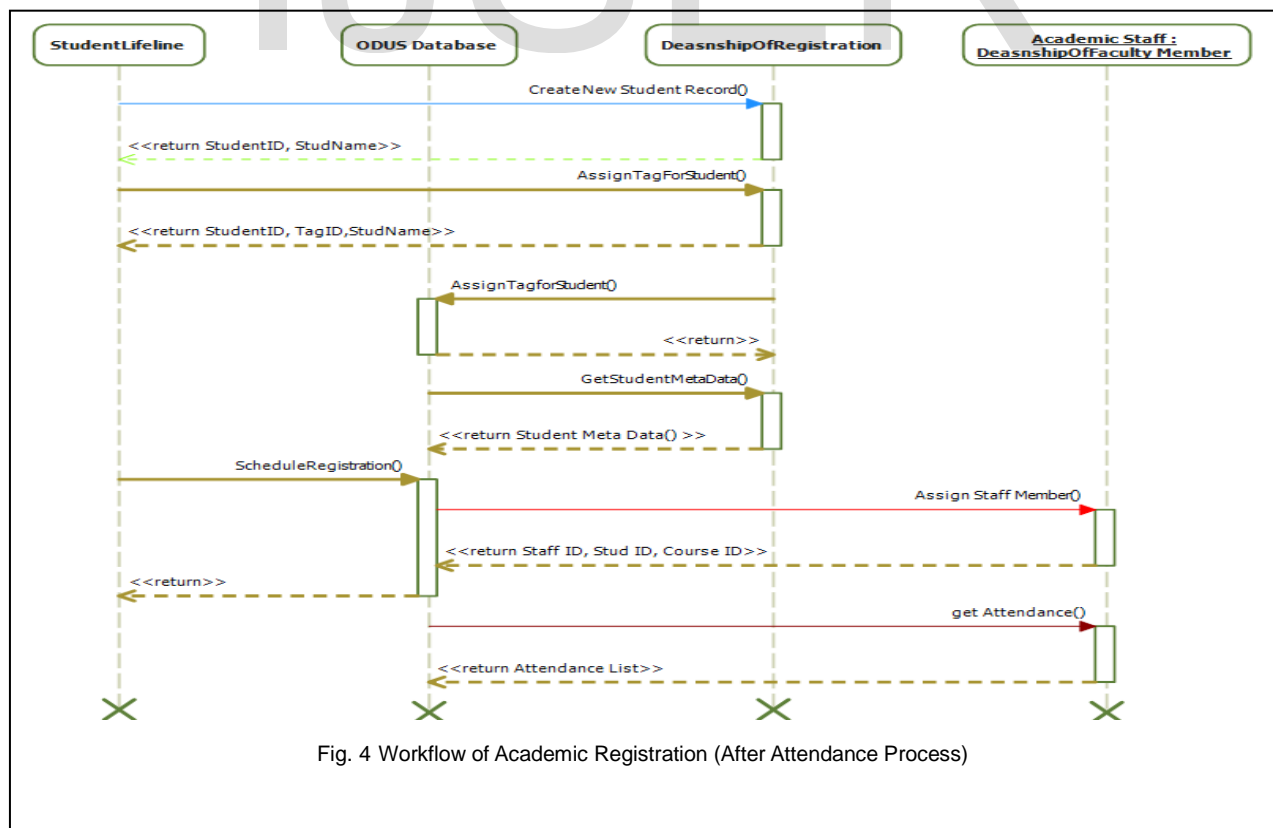 StudentLifeline
ODUS Database
DeasnshipOfRegistration
Academic Staff :
DeasnshipOfFaculty Member
CreateNew Student Record()
<<return StudentID, StudName>>
AssignTagForStudent()
<<return StudentID, TagID,StudName>>
AssignTagforStudent()
<<return>>
GetStudentMetaData()
<<return Student Meta Data() >>
ScheduleRegistration()
Assign Staff Member()
<<return Staff ID, Stud ID, Course ID>>
<<return>>
get Attendance()
<<return Attendance List>>
Fig. 4 Workflow of Academic Registration (After Attendance Process)